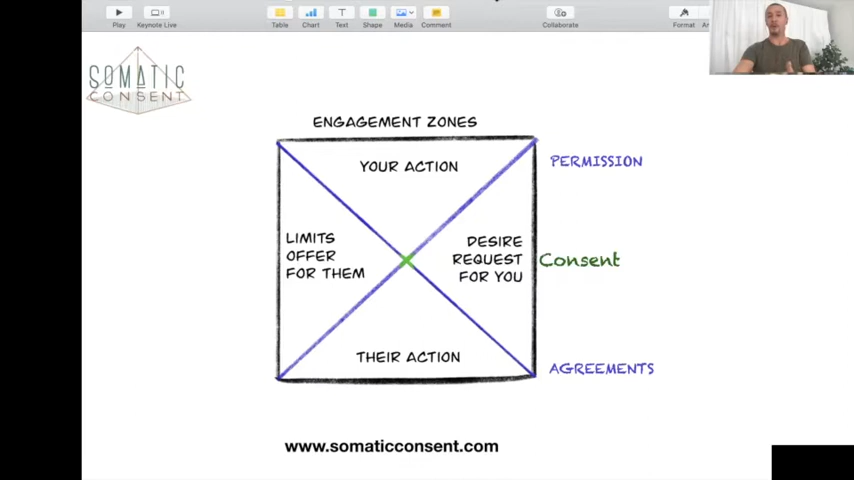 Play
Keynote Live
Table
Chart
Text
Shape
Media
Comment
Collaborate
Format
SOMATIC
CONSENT
ENGAGEMENT ZONES
YOUR ACTION
PERMISSION
LIMITS
OFFER
FOR THEM
DESIRE
REQUEST
FOR YOU
Consent
THEIR ACTION
AGREEMENTS
www.somaticconsent.com